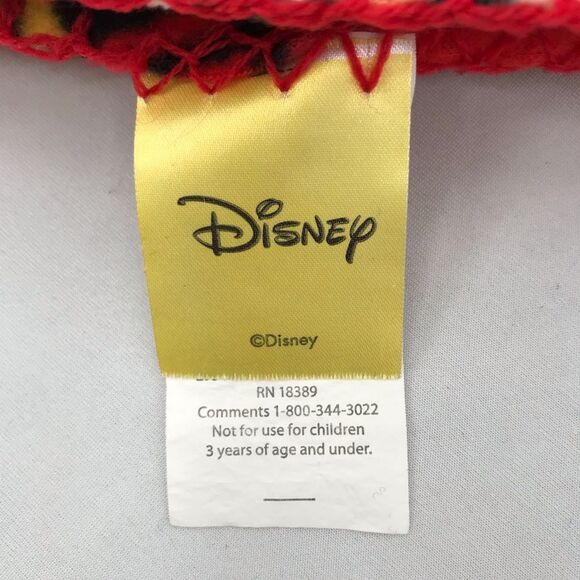 Disney
©Disney
RN 18389
Comments 1-800-344-3022
Not for use for children
3 years of age and under.